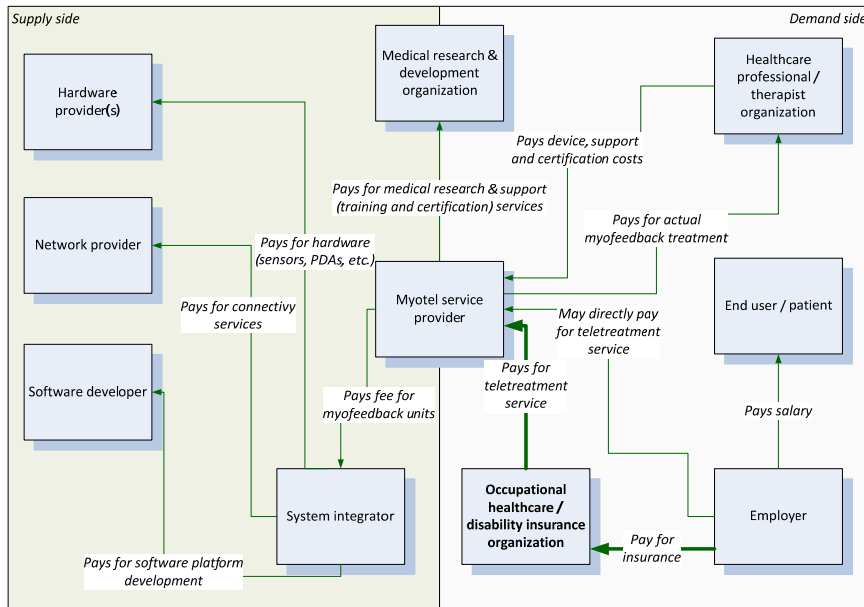 Supply side
Demand side
Hardware
provider(s)
Medical research &
development
organization
Healthcare
professional /
therapist
organization
Pays device, support
and certification costs
Pays for medical research & support
(training and certification) services
Network provider
Pays for hardware
(sensors, PDAs, etc.)
Pays for actual
myofeedback treatment
Myotel service
provider
End user / patient
Pays for connectivy
services
May directly pay
for teletreatment
service
Software developer
Pays fee for
myofeedback units
Pays for
teletreatment
service
Pays salary
System integrator
Occupational
healthcare /
disability insurance
organization
Employer
Pay for
insurance
Pays for software platform
development